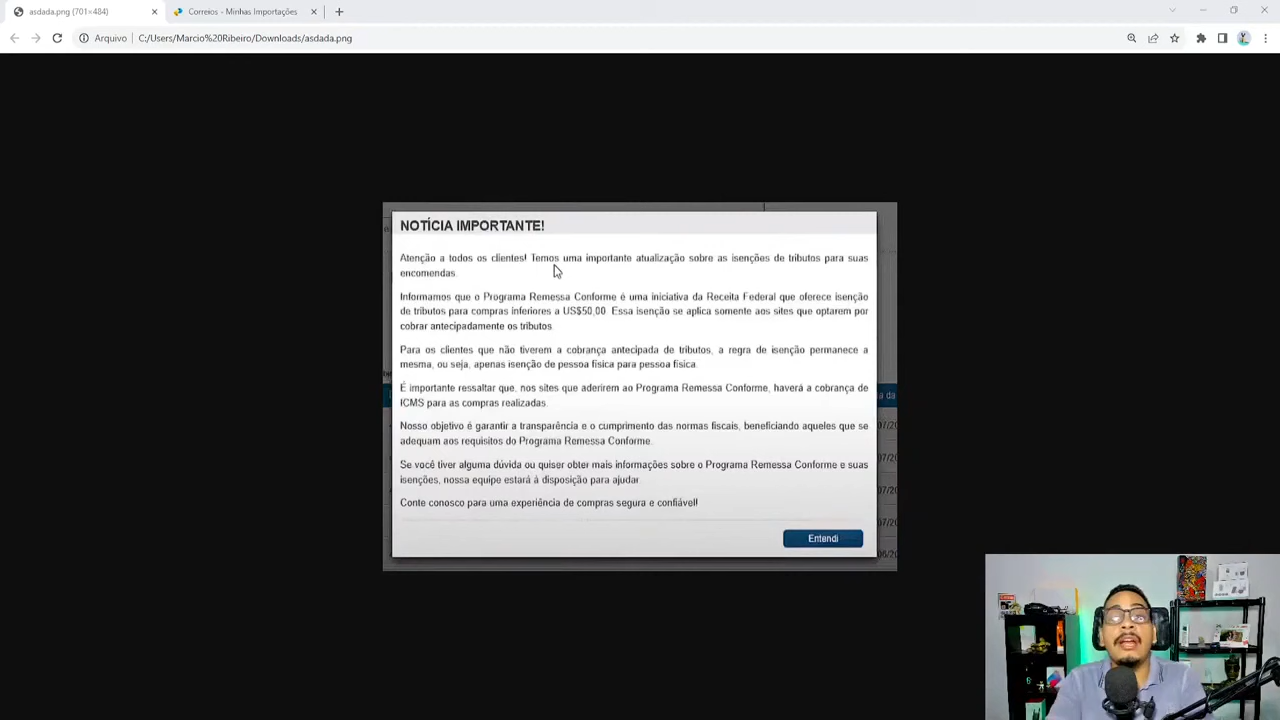 asdada.png (701×484)
Correios - Minhas Importações
Arquivo
C:/Users/Marcio%20Ribeiro/Downloads/asdada.png
NOTÍCIA IMPORTANTE!
Atenção a todos os clientes! Temos uma importante atualização sobre as isenções de tributos para suas
encomendas.
Informamos que o Programa Remessa Conforme é uma iniciativa da Receita Federal que oferece isenção
de tributos para compras inferiores a US$50,00. Essa isenção se aplica somente aos sites que optarem por
cobrar antecipadamente os tributos.
Para os clientes que não tiverem a cobrança antecipada de tributos, a regra de isenção permanece a
mesma, ou seja, apenas isenção de pessoa física para pessoa física.
É importante ressaltar que, nos sites que aderirem ao Programa Remessa Conforme, haverá a cobrança de
ICMS para as compras realizadas.
Nosso objetivo é garantir a transparência e o cumprimento das normas fiscais, beneficiando aqueles que se
adequam aos requisitos do Programa Remessa Conforme.
Se você tiver alguma dúvida ou quiser obter mais informações sobre o Programa Remessa Conforme e suas
isenções, nossa equipe estará à disposição para ajudar.
Conte conosco para uma experiência de compras segura e confiável!
Entendi